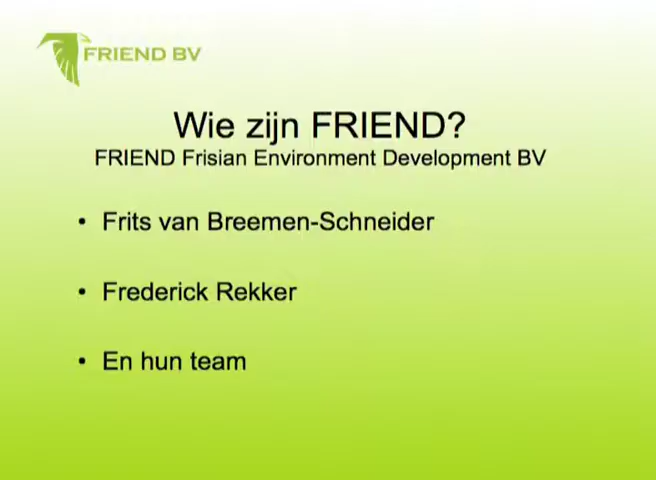 FRIEND BV
Wie zijn FRIEND?
FRIEND Frisian Environment Development BV
• Frits van Breemen-Schneider
• Frederick Rekker
• En hun team